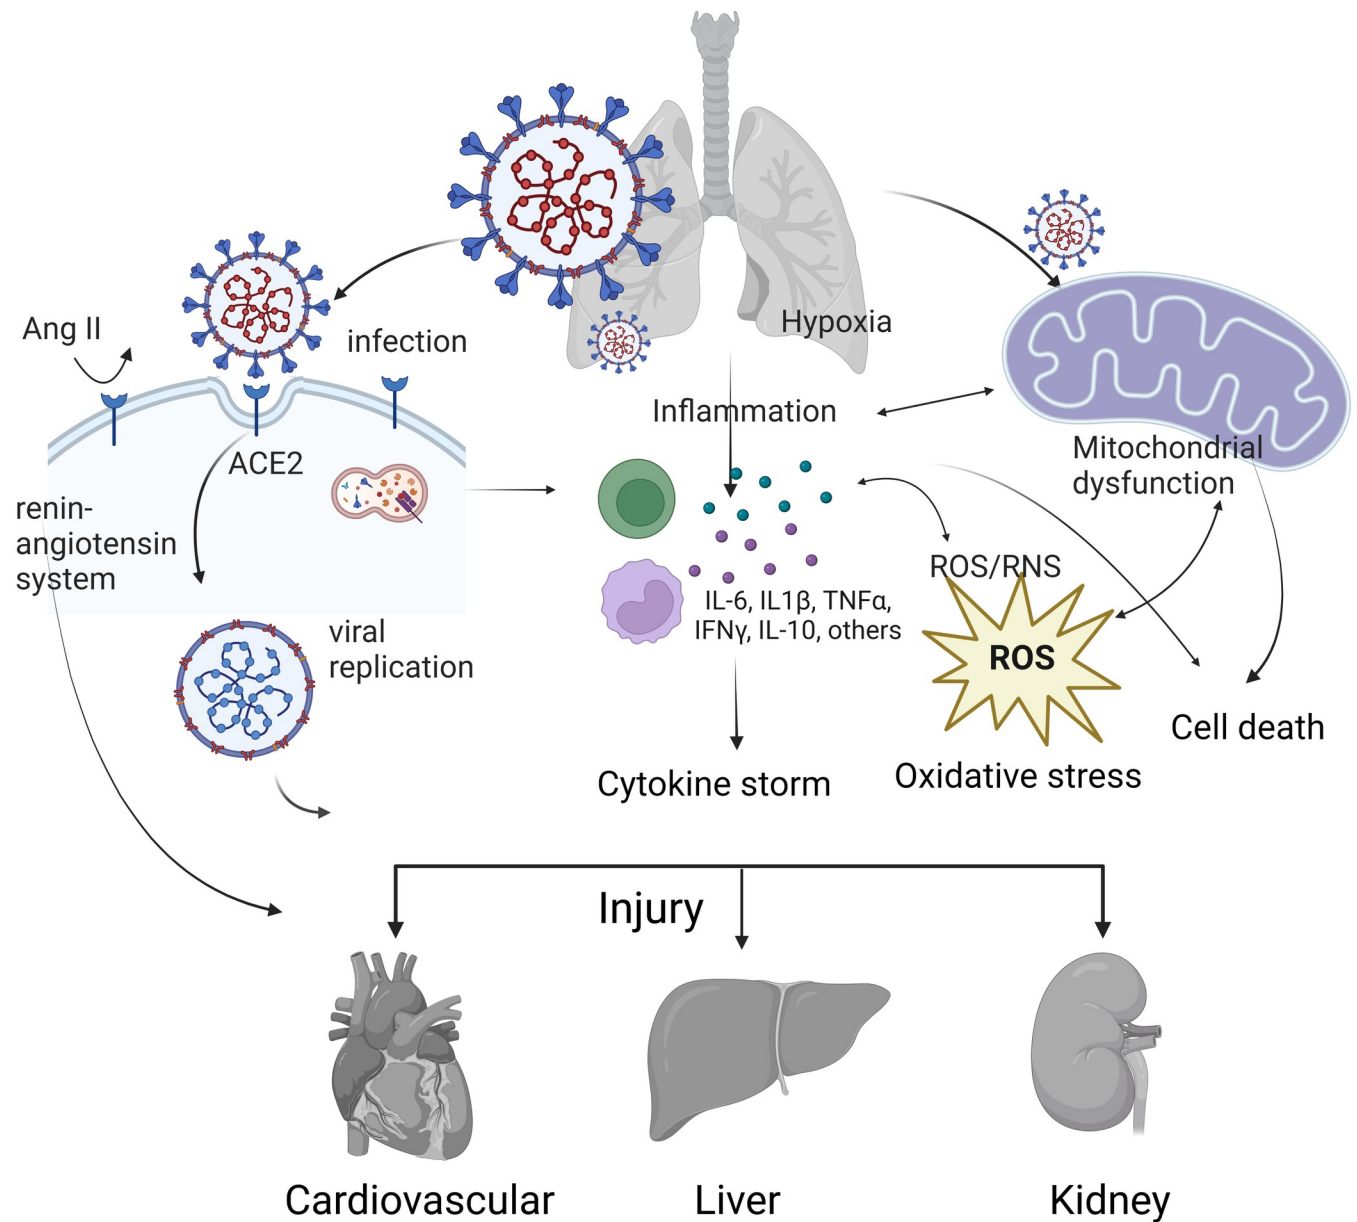 Hypoxia
Ang II
infection
Inflammation
ACE2
Mitochondrial
dysfunction
renin-
angiotensin
system
ROS/RNS
IL-6, IL1β, TNFα,
IFNγ, IL-10, others
viral
replication
ROS
Cell death
Cytokine storm
Oxidative stress
Injury
Cardiovascular
Liver
Kidney